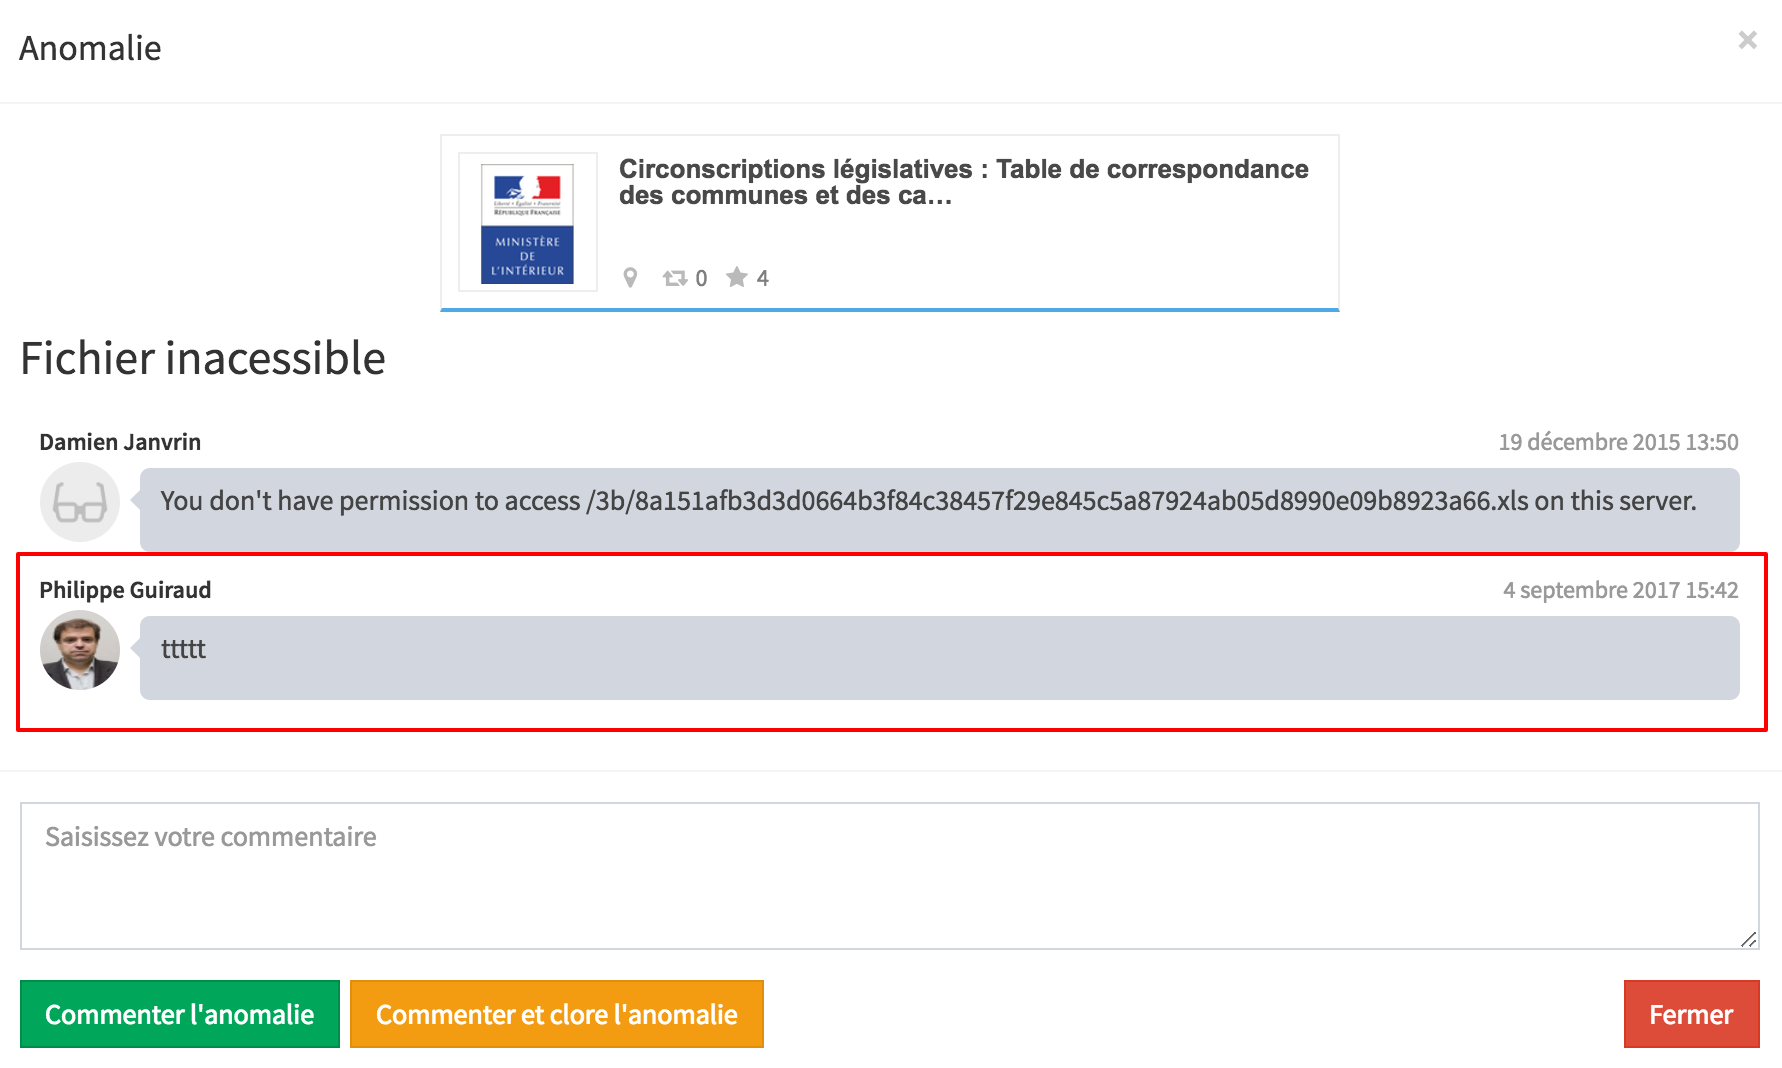 Anomalie
×
Circonscriptions législatives : Table de correspondance
des communes et des ca...
Liberté • Égalité • Fraternité
RÉPUBLIQUE FRANÇAISE
MINISTÈRE
DE
L'INTÉRIEUR
0 4
Fichier inacessible
Damien Janvrin 19 décembre 2015 13:50
You don't have permission to access /3b/8a151afb3d3d0664b3f84c38457f29e845c5a87924ab05d8990e09b8923a66.xls on this server.
Philippe Guiraud 4 septembre 2017 15:42
ttttt
Saisissez votre commentaire
Commenter l'anomalie Commenter et clore l'anomalie Fermer